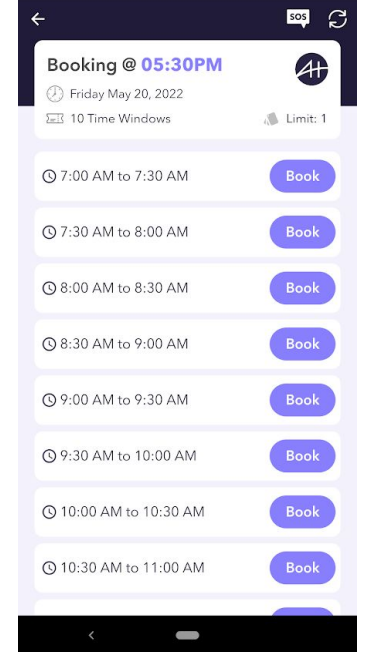 SOS
Booking @ 05:30PM
Friday May 20, 2022
10 Time Windows Limit: 1
7:00 AM to 7:30 AM Book
7:30 AM to 8:00 AM Book
8:00 AM to 8:30 AM Book
8:30 AM to 9:00 AM Book
9:00 AM to 9:30 AM Book
9:30 AM to 10:00 AM Book
10:00 AM to 10:30 AM Book
10:30 AM to 11:00 AM Book